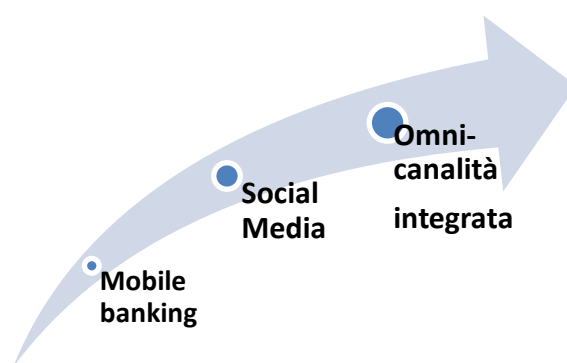 Mobile
banking
Social
Media
Omni-
canalità
integrata